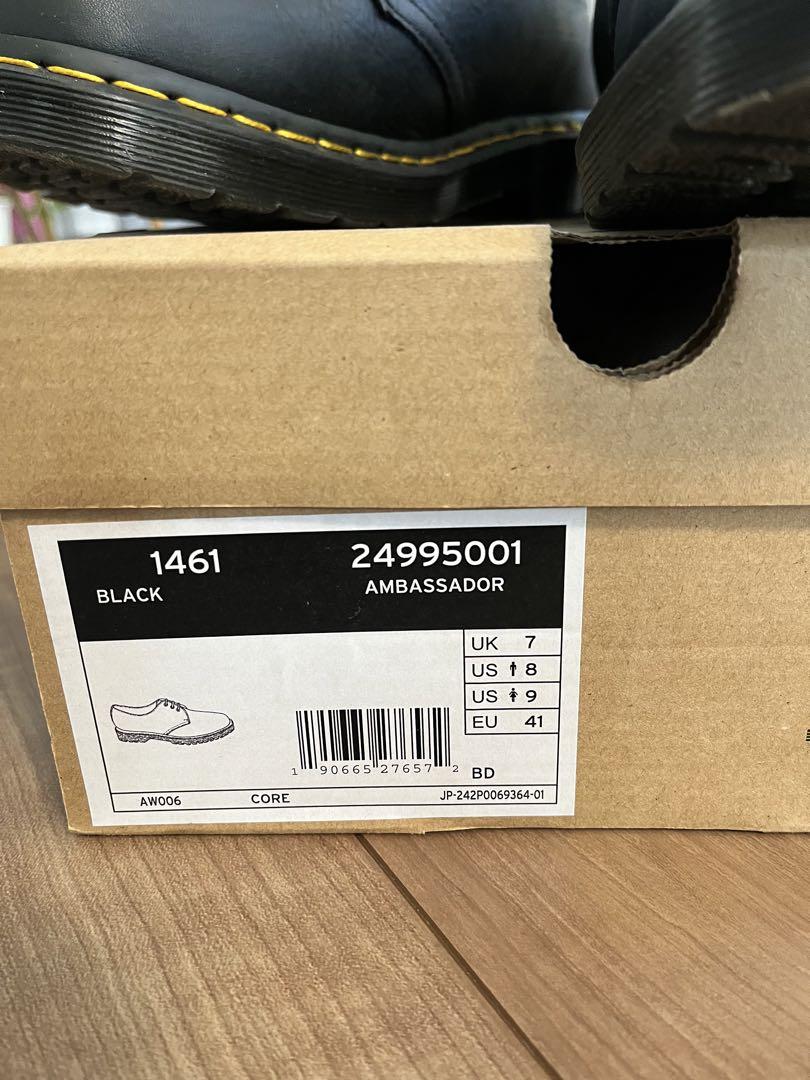 1461 24995001
BLACK AMBASSADOR
UK 7
US 8
US 9
EU 41
1 90665 27657 2
BD
AW006 CORE JP-242P0069364-01